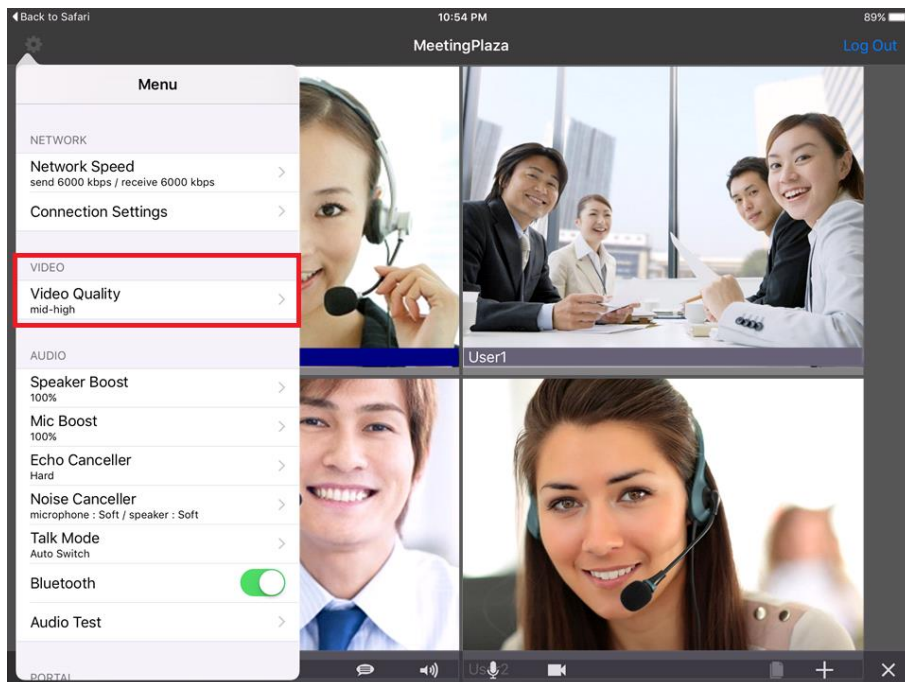 Back to Safari
10:54 PM
89%
MeetingPlaza
Log Out
Menu
NETWORK
Network Speed
send 6000 kbps / receive 6000 kbps
Connection Settings
VIDEO
Video Quality
mid-high
AUDIO
Speaker Boost
100%
Mic Boost
100%
Echo Canceller
Hard
Noise Canceller
microphone : Soft / speaker : Soft
Talk Mode
Auto Switch
Bluetooth
Audio Test
PORTAL
User1
User2